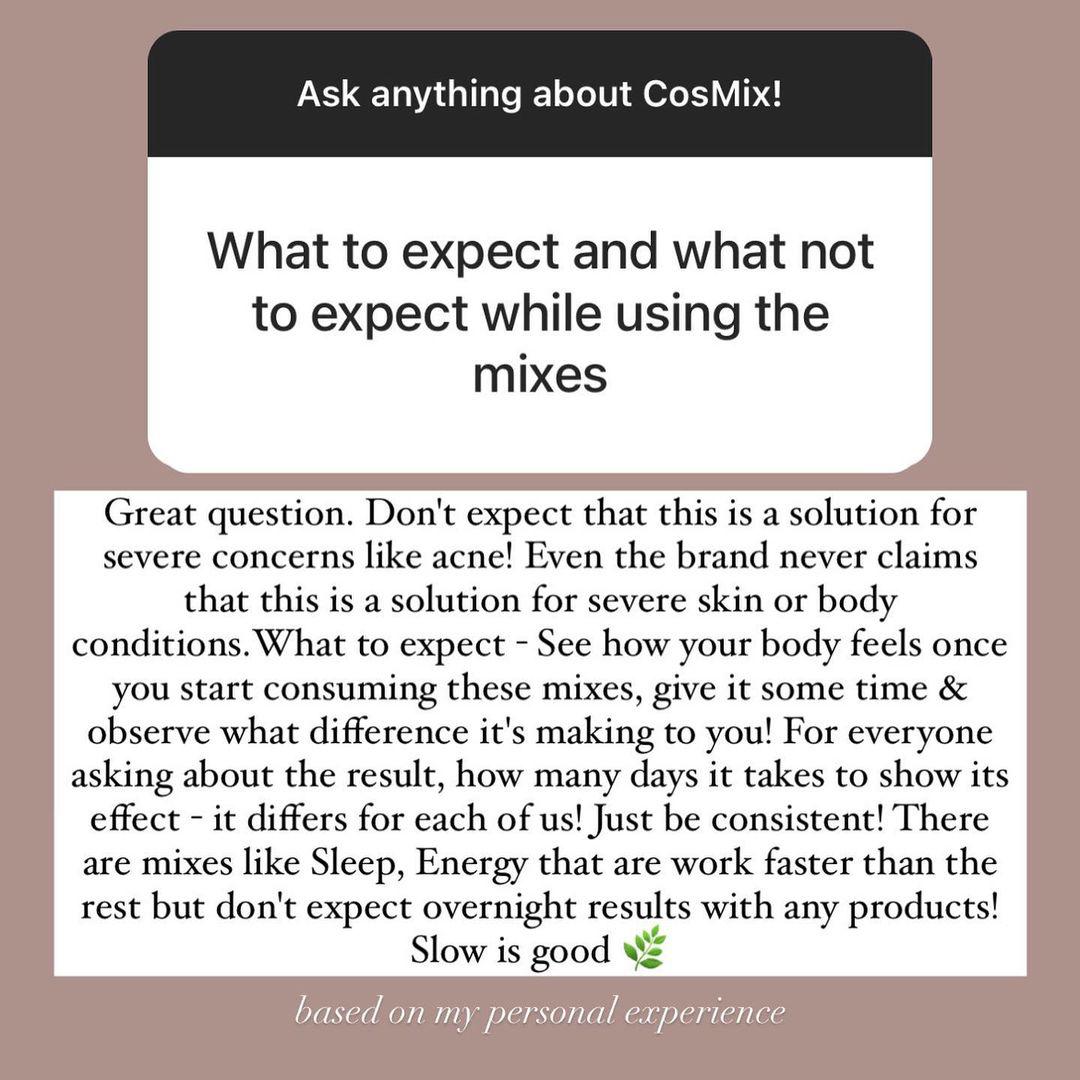 Ask anything about CosMix!
What to expect and what not
to expect while using the
mixes
Great question. Don't expect that this is a solution for
severe concerns like acne! Even the brand never claims
that this is a solution for severe skin or body
conditions.What to expect - See how your body feels once
you start consuming these mixes, give it some time &
observe what difference it's making to you! For everyone
asking about the result, how many days it takes to show its
effect - it differs for each of us! Just be consistent! There
are mixes like Sleep, Energy that are work faster than the
rest but don't expect overnight results with any products!
Slow is good 🌿
based on my personal experience